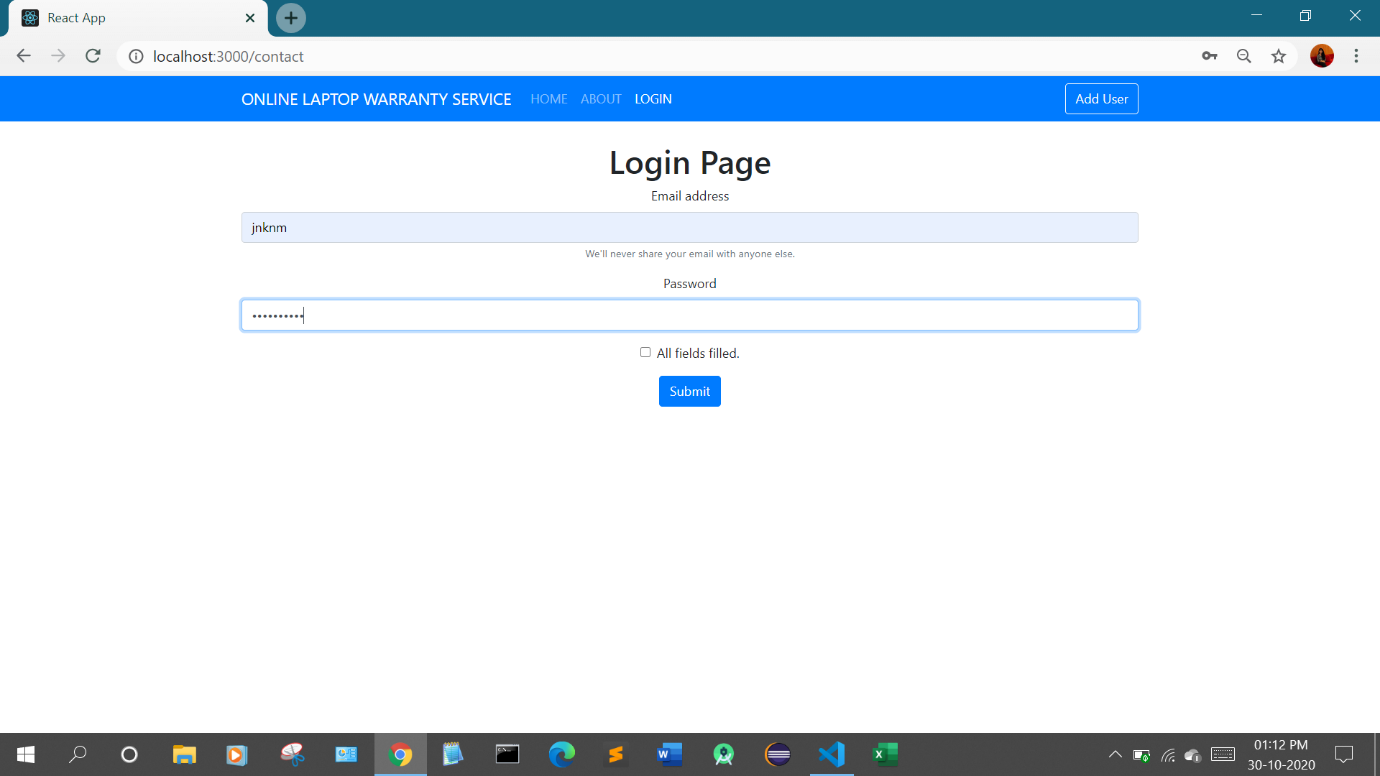 React App
localhost:3000/contact
ONLINE LAPTOP WARRANTY SERVICE HOME ABOUT LOGIN Add User
Login Page
Email address
jnknm
We'll never share your email with anyone else.
Password
••••••••••
All fields filled.
Submit
01:12 PM
30-10-2020